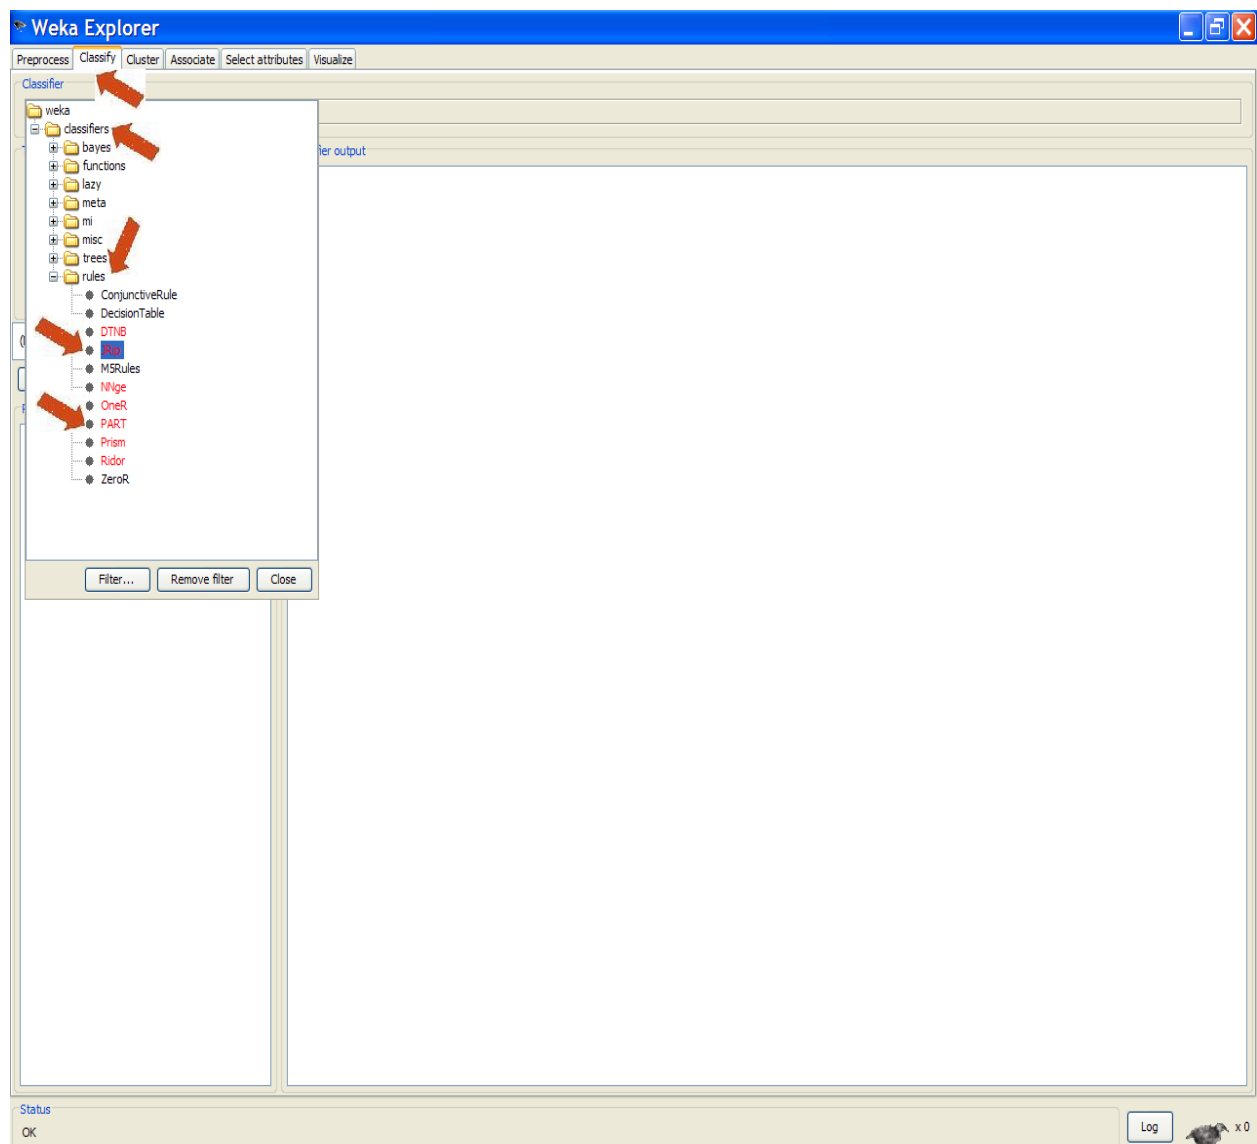 Weka Explorer
Preprocess Classify Cluster Associate Select attributes Visualize
Classifier
weka
classifiers
bayes
fier output
functions
lazy
meta
mi
misc
trees
rules
ConjunctiveRule
DecisionTable
DTNB
JRip
M5Rules
NNge
OneR
PART
Prism
Ridor
ZeroR
Filter... Remove filter Close
Status
OK
Log x 0